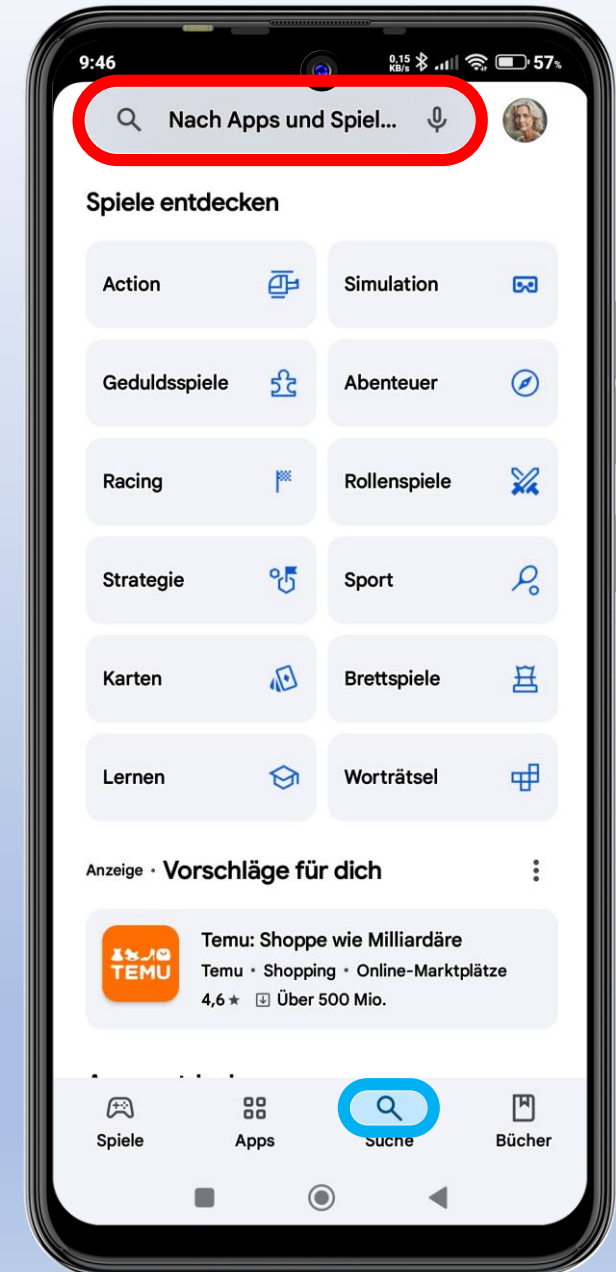 9:46
0,15 KB/s 57%
Nach Apps und Spiel...
Spiele entdecken
Action
Simulation
Geduldsspiele
Abenteuer
Racing
Rollenspiele
Strategie
Sport
Karten
Brettspiele
Lernen
Worträtsel
Anzeige • Vorschläge für dich
TEMU
Temu: Shoppe wie Milliardäre
Temu • Shopping • Online-Marktplätze
4,6★ Über 500 Mio.
Spiele
Apps
Suche
Bücher